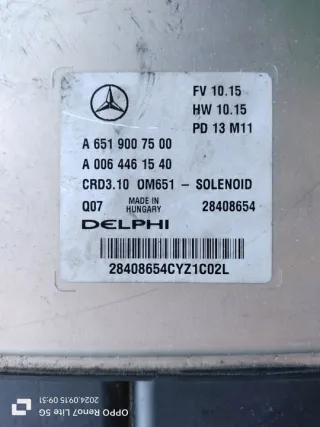 FV 10.15
HW 10.15
PD 13 M11
A 651 900 75 00
A 006 446 15 40
CRD3.10 OM651 - SOLENOID
Q07 MADE IN HUNGARY 28408654
DELPHI
28408654CYZ1C02L
2024.09.15 09:51
OPPO
Reno7 Lite 5G